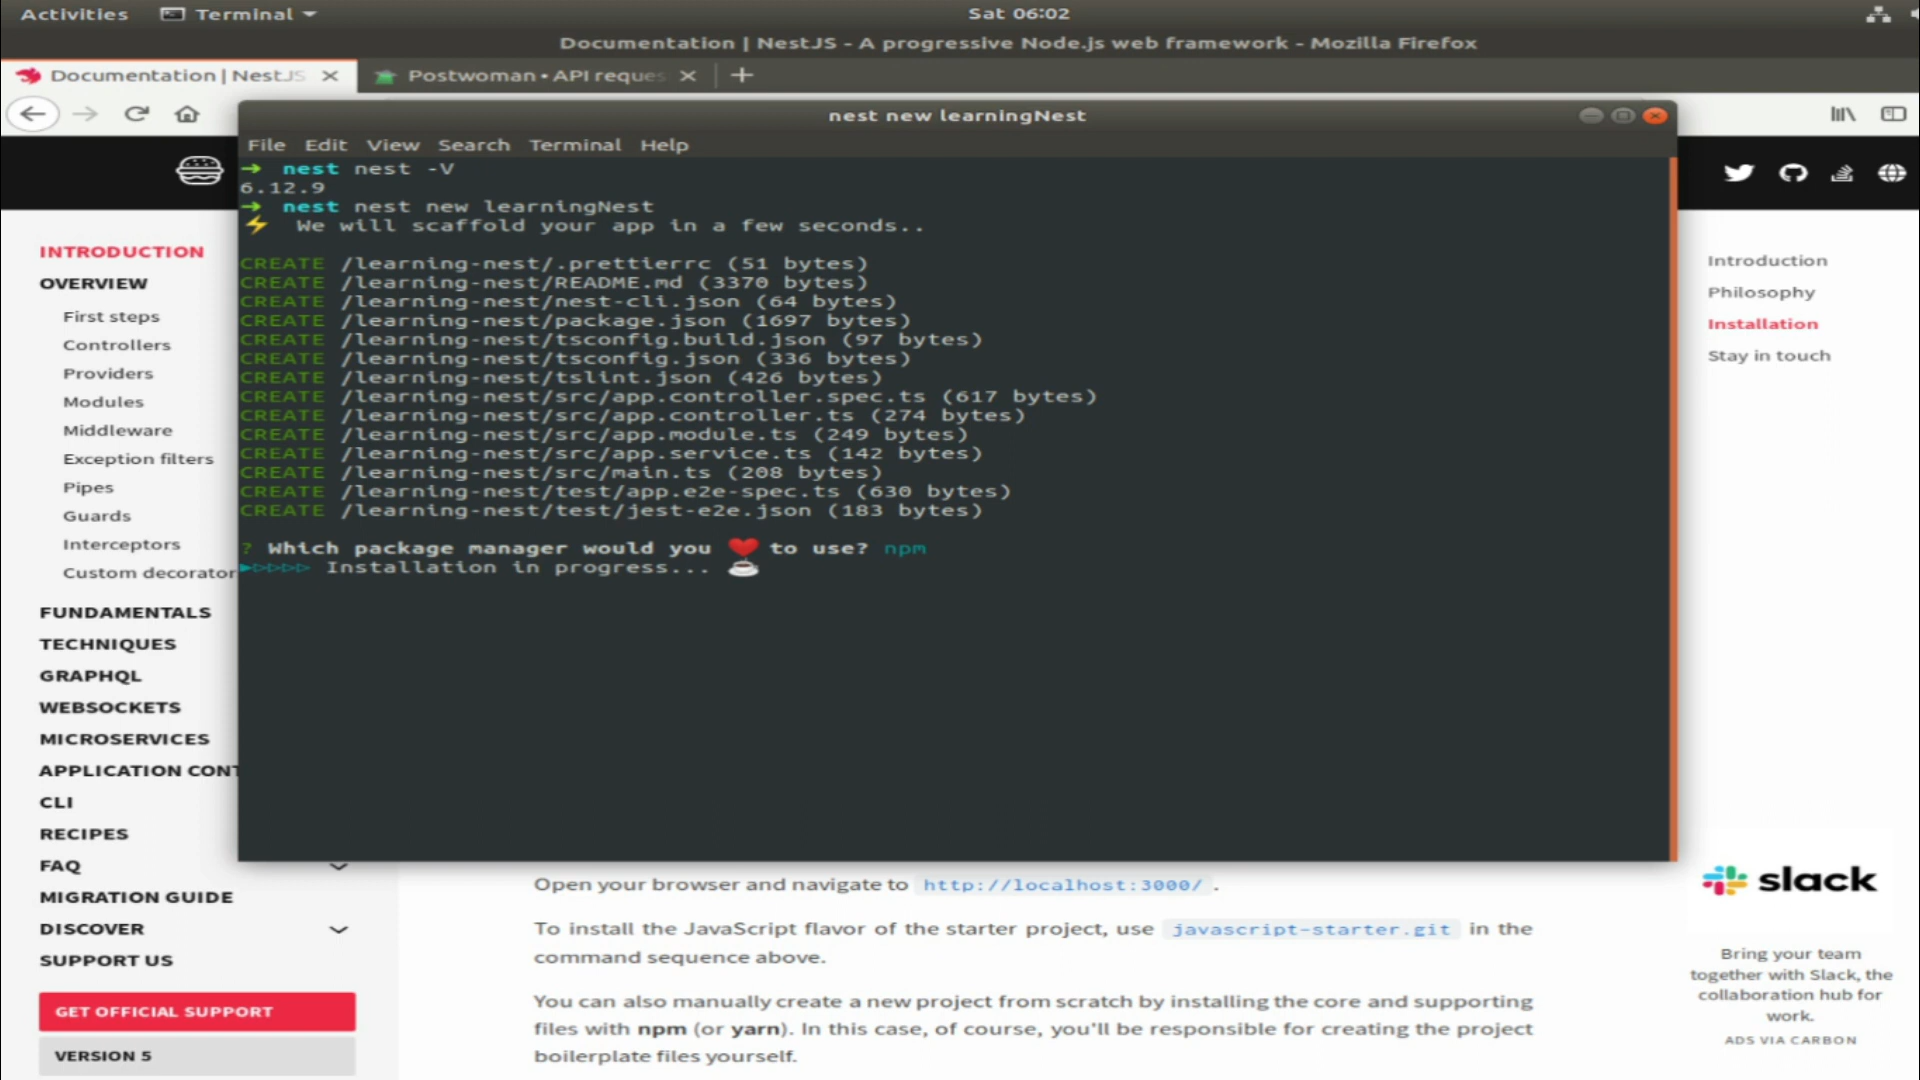 Activities
Terminal
Sat 06:02
Documentation | NestJS - A progressive Node.js web framework - Mozilla Firefox
Documentation | NestJS
Postwoman • API reques
nest new learningNest
File Edit View Search Terminal Help
→ nest nest -V
6.12.9
→ nest nest new learningNest
⚡ We will scaffold your app in a few seconds..
CREATE /learning-nest/.prettierrc (51 bytes)
CREATE /learning-nest/README.md (3370 bytes)
CREATE /learning-nest/nest-cli.json (64 bytes)
CREATE /learning-nest/package.json (1697 bytes)
CREATE /learning-nest/tsconfig.build.json (97 bytes)
CREATE /learning-nest/tsconfig.json (336 bytes)
CREATE /learning-nest/tslint.json (426 bytes)
CREATE /learning-nest/src/app.controller.spec.ts (617 bytes)
CREATE /learning-nest/src/app.controller.ts (274 bytes)
CREATE /learning-nest/src/app.module.ts (249 bytes)
CREATE /learning-nest/src/app.service.ts (142 bytes)
CREATE /learning-nest/src/main.ts (208 bytes)
CREATE /learning-nest/test/app.e2e-spec.ts (630 bytes)
CREATE /learning-nest/test/jest-e2e.json (183 bytes)
? Which package manager would you ❤️ to use? npm
▶▷▷▷▷ Installation in progress... ☕
INTRODUCTION
OVERVIEW
First steps
Controllers
Providers
Modules
Middleware
Exception filters
Pipes
Guards
Interceptors
Custom decorator
FUNDAMENTALS
TECHNIQUES
GRAPHQL
WEBSOCKETS
MICROSERVICES
APPLICATION CONT
CLI
RECIPES
FAQ
MIGRATION GUIDE
DISCOVER
SUPPORT US
GET OFFICIAL SUPPORT
VERSION 5
Open your browser and navigate to http://localhost:3000/ .
To install the JavaScript flavor of the starter project, use javascript-starter.git in the
command sequence above.
You can also manually create a new project from scratch by installing the core and supporting
files with npm (or yarn). In this case, of course, you'll be responsible for creating the project
boilerplate files yourself.
Introduction
Philosophy
Installation
Stay in touch
slack
Bring your team
together with Slack, the
collaboration hub for
work.
ADS VIA CARBON